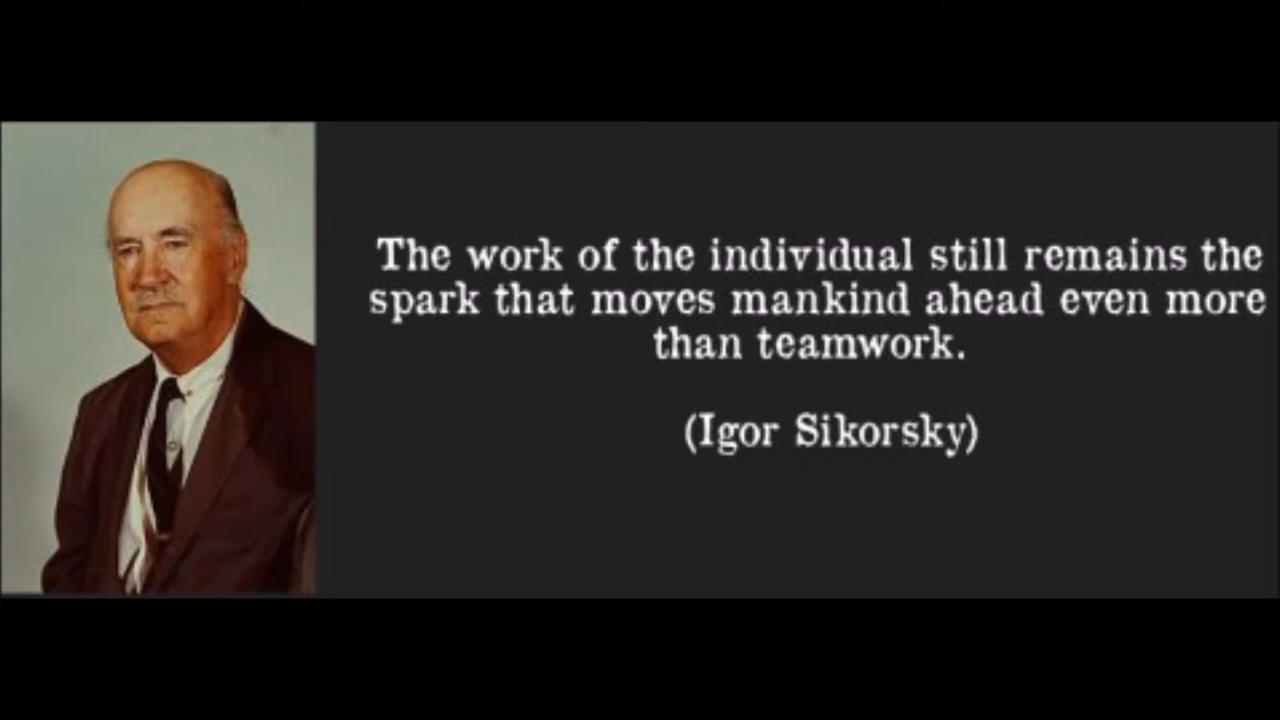 The work of the individual still remains the
spark that moves mankind ahead even more
than teamwork.
(Igor Sikorsky)